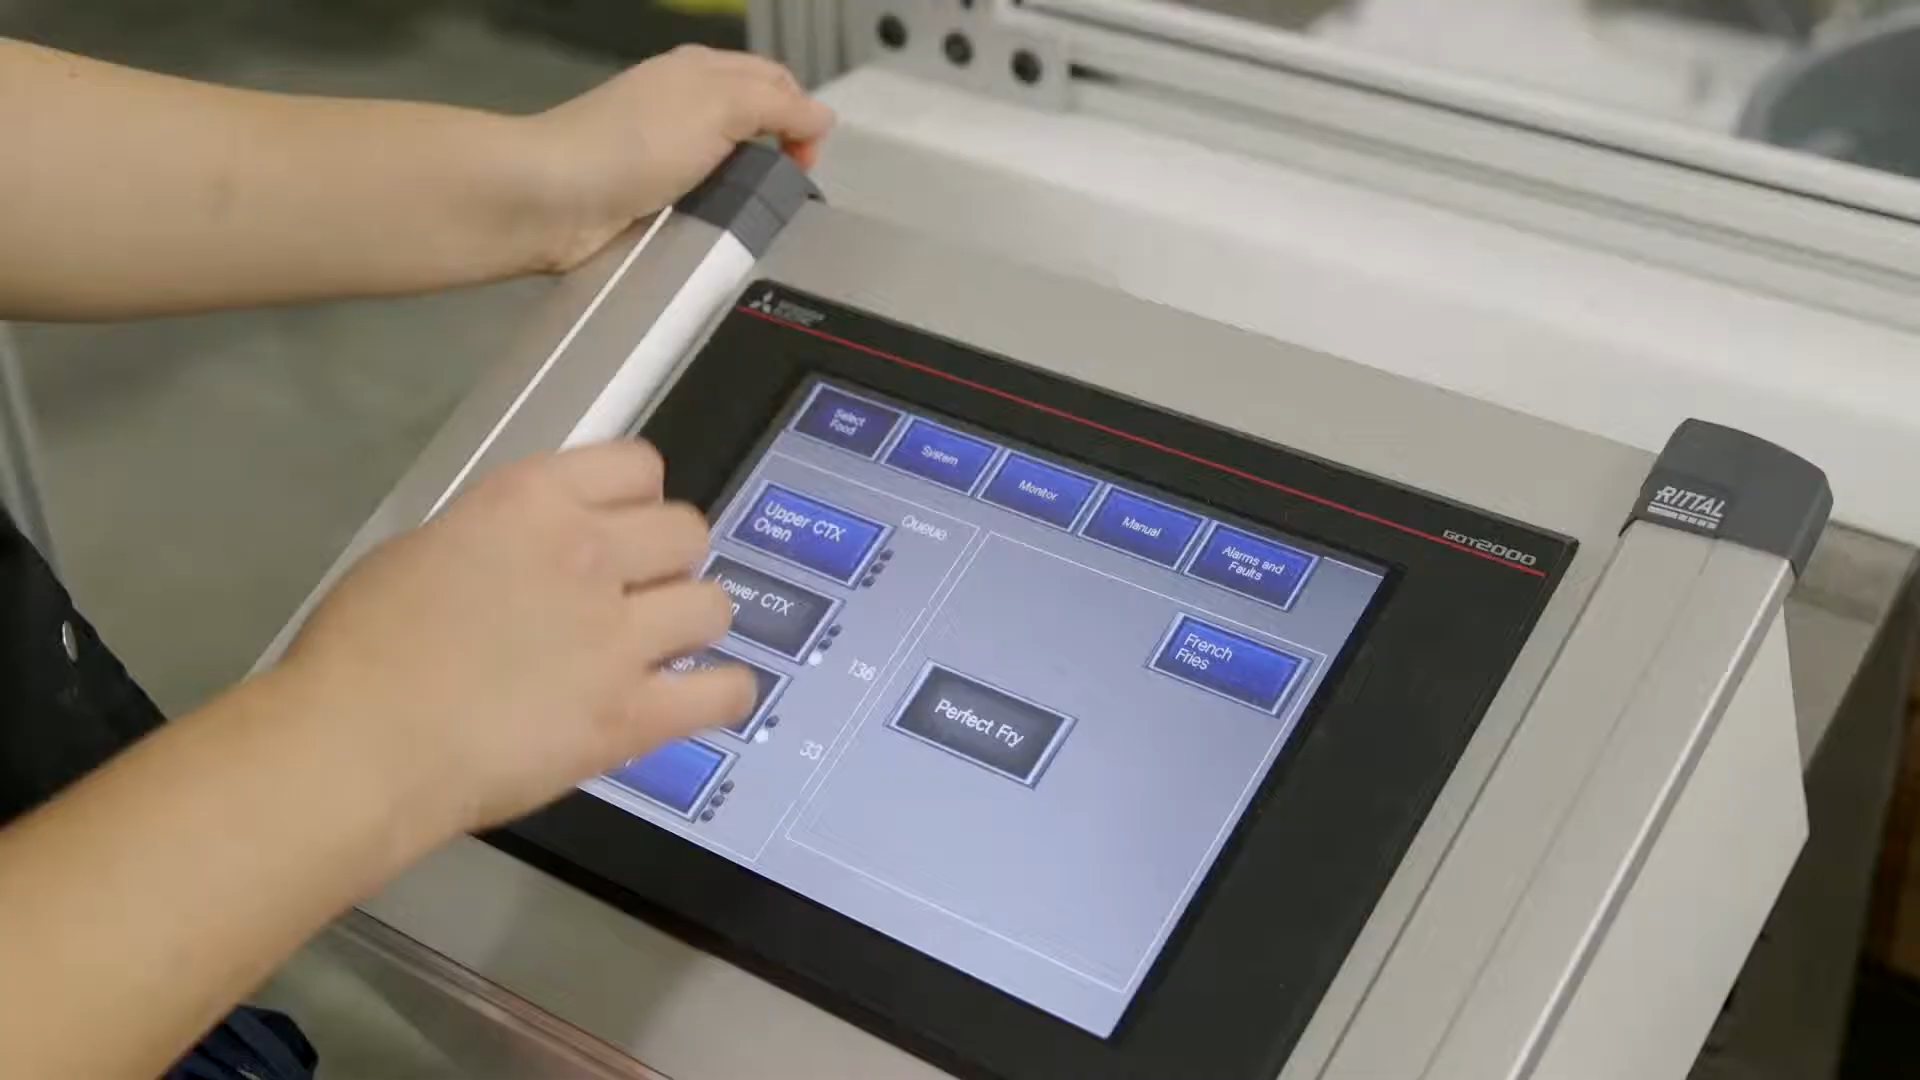 GOT2000
RITTAL
Select
Food
System
Monitor
Manual
Alarms and
Faults
Upper CTX
Oven
Queue
Lower CTX
136
33
French
Fries
Perfect Fry